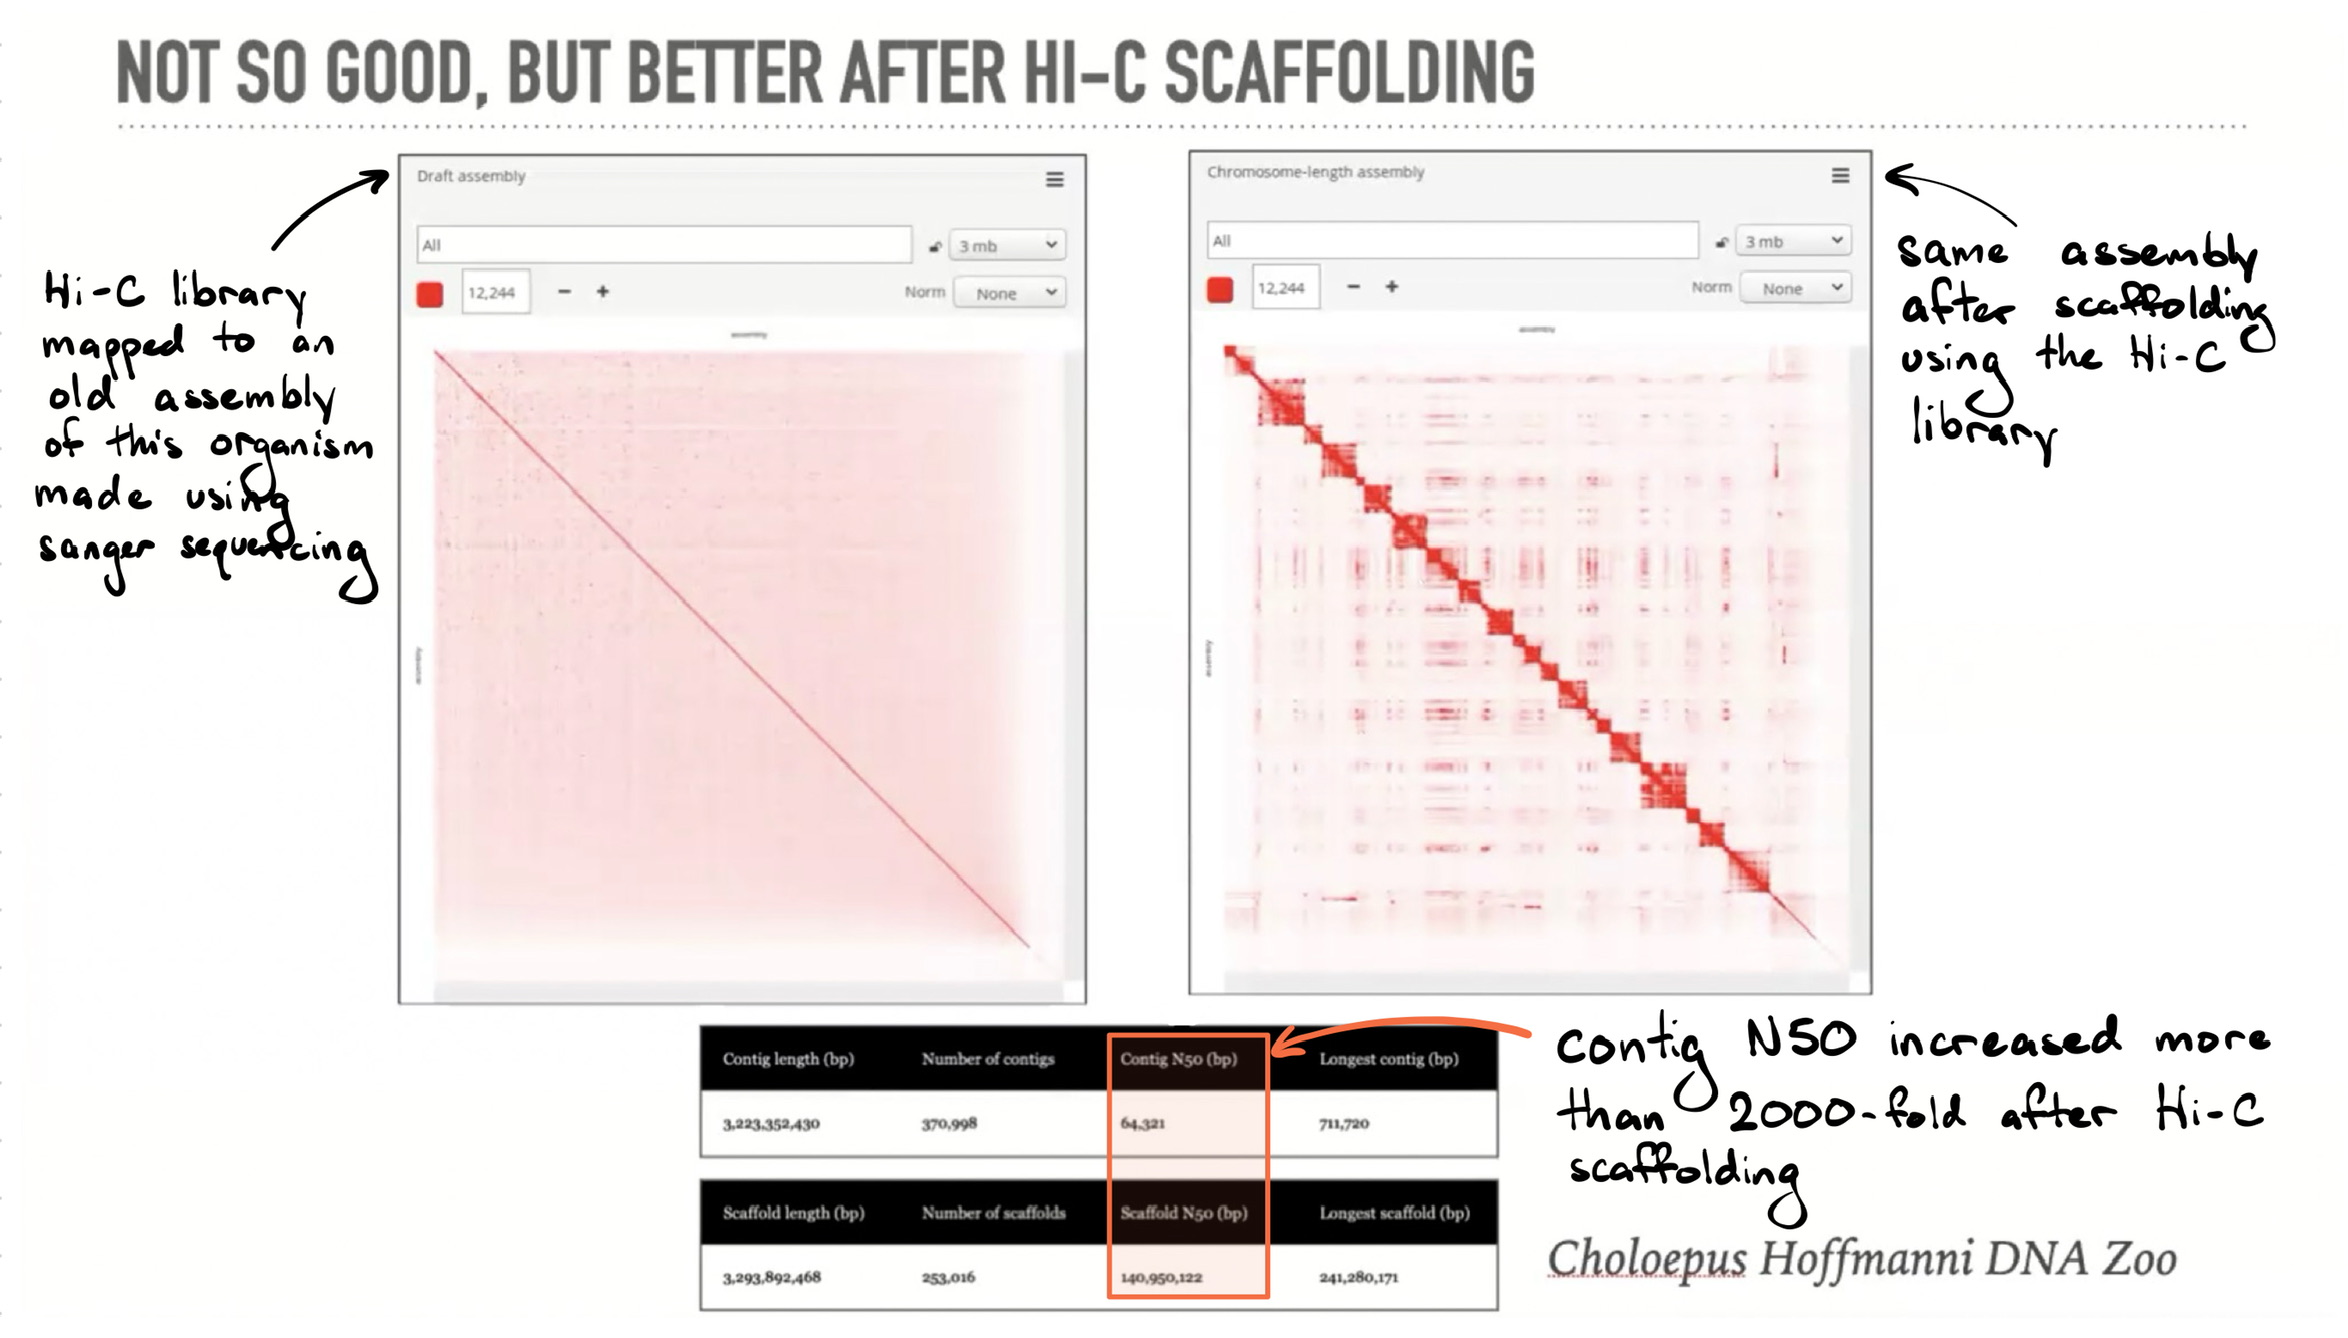 NOT SO GOOD, BUT BETTER AFTER HI-C SCAFFOLDING
Hi-C library
mapped to an
old assembly
of this organism
made using
sanger sequencing
Draft assembly
All
3 mb
12,244
Norm
None
assembly
assembly
Chromosome-length assembly
All
3 mb
12,244
Norm
None
assembly
assembly
same assembly
after scaffolding
using the Hi-C
library
Contig length (bp) Number of contigs Contig N50 (bp) Longest contig (bp)
3,223,352,430 370,998 64,321 711,720
Scaffold length (bp) Number of scaffolds Scaffold N50 (bp) Longest scaffold (bp)
3,293,892,468 253,016 140,950,122 241,280,171
contig N50 increased more
than 2000-fold after Hi-C
scaffolding
Choloepus Hoffmanni DNA Zoo